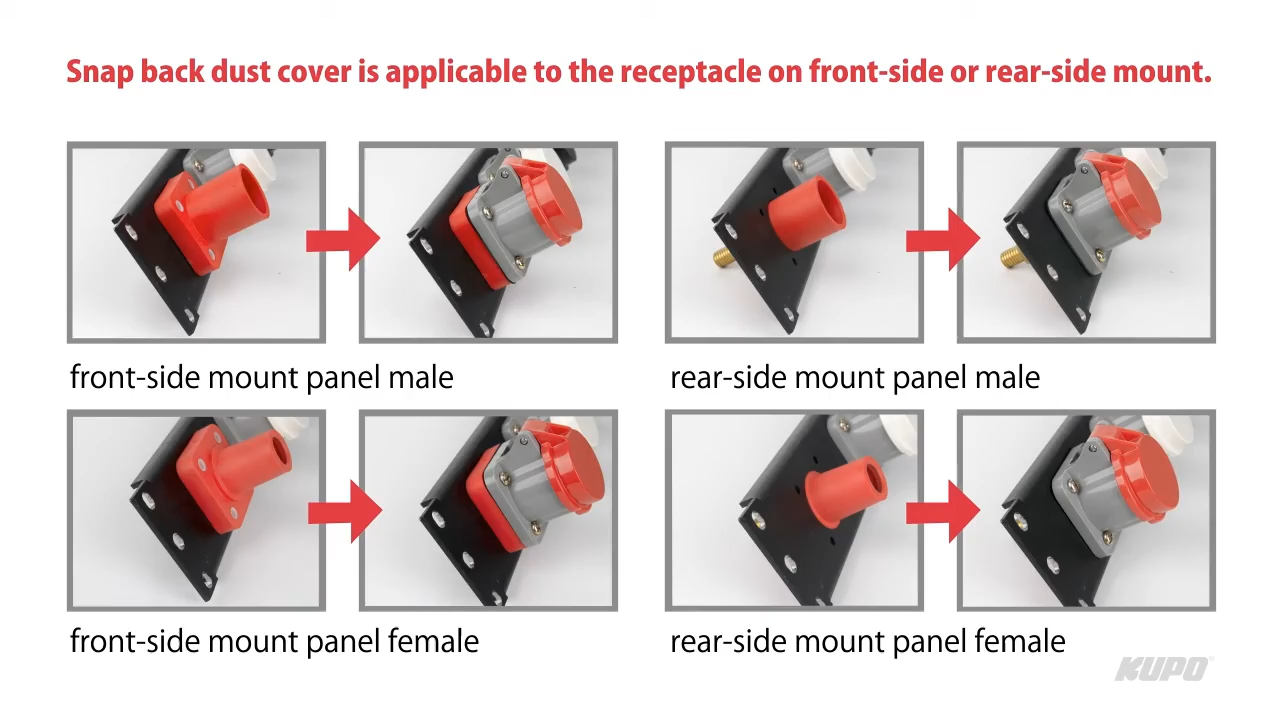 Snap back dust cover is applicable to the receptacle on front-side or rear-side mount.
front-side mount panel male
rear-side mount panel male
front-side mount panel female
rear-side mount panel female
KUPO